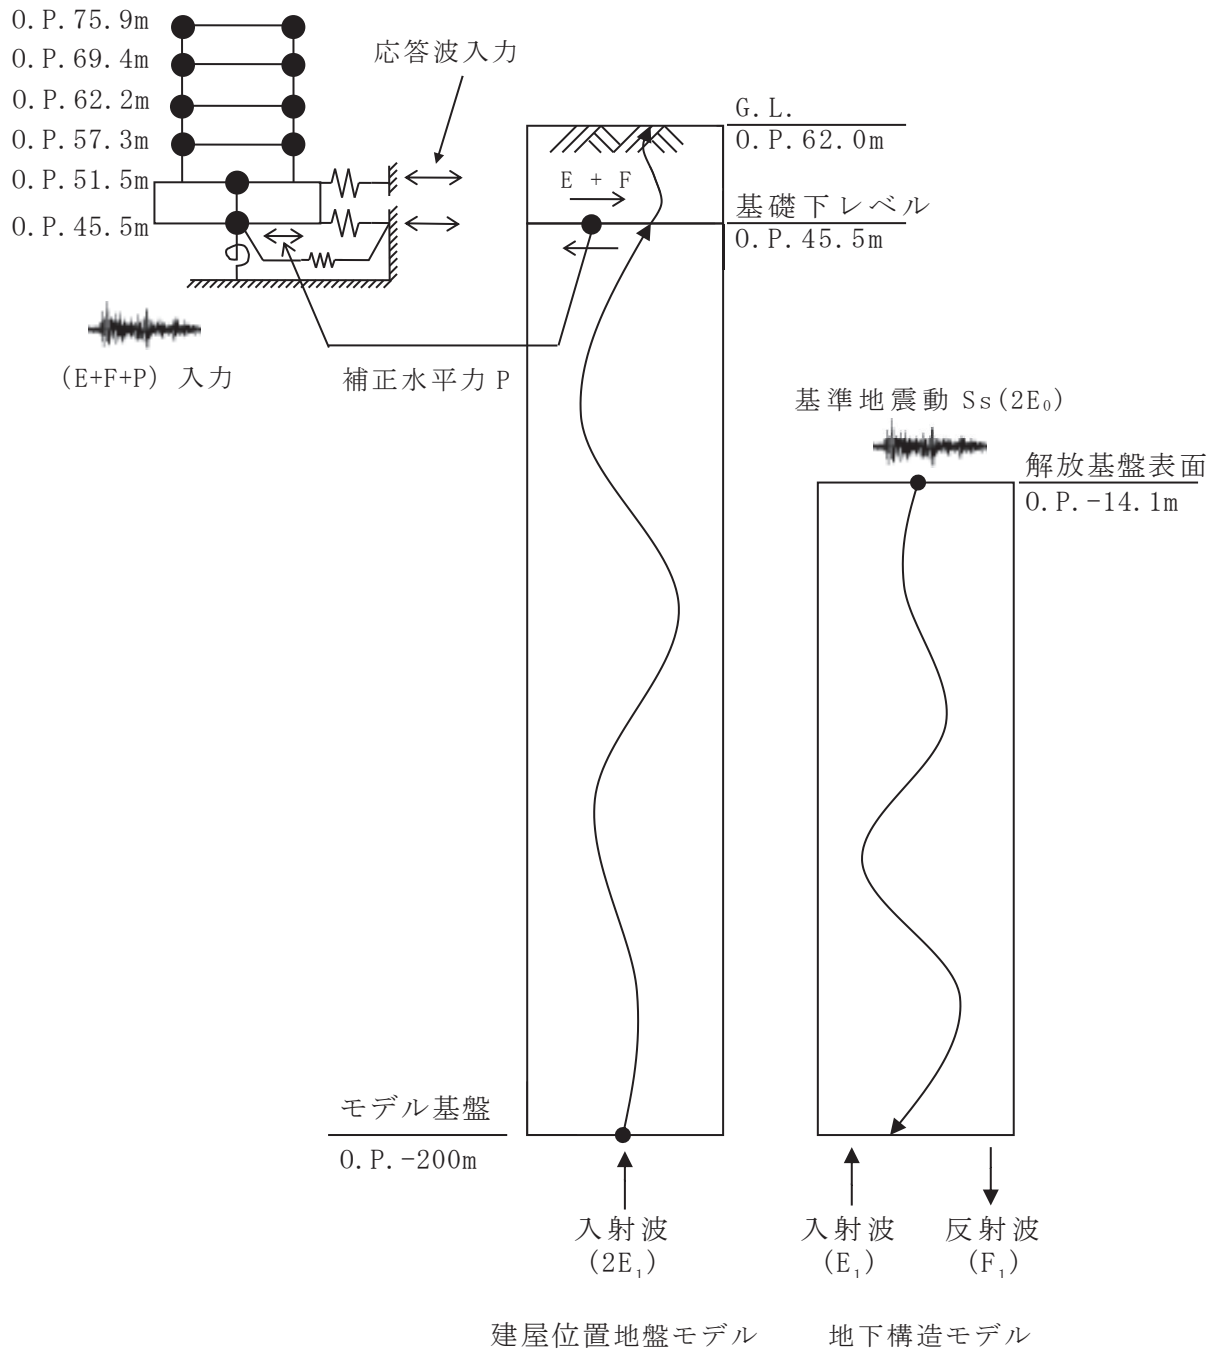 O.P.75.9m
O.P.69.4m
O.P.62.2m
O.P.57.3m
O.P.51.5m
O.P.45.5m
応答波入力
G.L.
O.P.62.0m
E + F
基礎下レベル
O.P.45.5m
(E+F+P) 入力
補正水平力 P
基準地震動 Ss(2E₀)
解放基盤表面
O.P.-14.1m
モデル基盤
O.P.-200m
入射波
(2E₁)
入射波
(E₁)
反射波
(F₁)
建屋位置地盤モデル
地下構造モデル